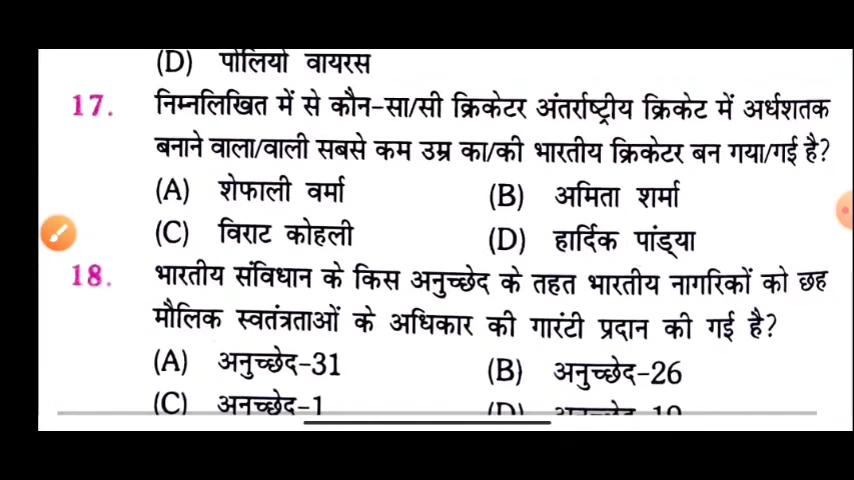 (D) पोलियो वायरस
17. निम्नलिखित में से कौन-सा/सी क्रिकेटर अंतर्राष्ट्रीय क्रिकेट में अर्धशतक
बनाने वाला/वाली सबसे कम उम्र का/की भारतीय क्रिकेटर बन गया/गई है?
(A) शेफाली वर्मा (B) अमिता शर्मा
(C) विराट कोहली (D) हार्दिक पांड्या
18. भारतीय संविधान के किस अनुच्छेद के तहत भारतीय नागरिकों को छह
मौलिक स्वतंत्रताओं के अधिकार की गारंटी प्रदान की गई है?
(A) अनुच्छेद-31 (B) अनुच्छेद-26
(C) अनुच्छेद-1 (D) अनुच्छेद-19